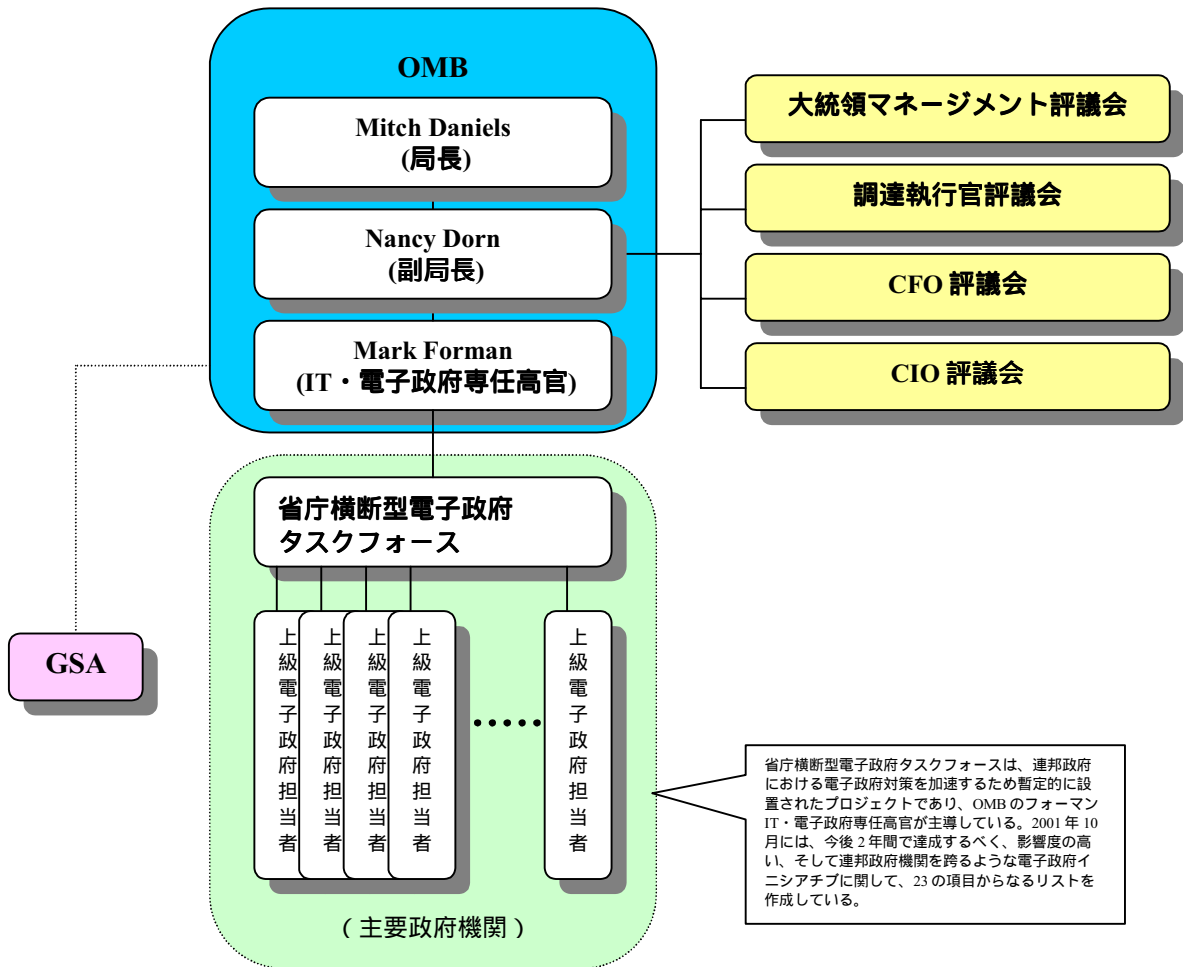 OMB
Mitch Daniels
(局長)
Nancy Dorn
(副局長)
Mark Forman
(IT・電子政府専任高官)
大統領マネージメント評議会
調達執行官評議会
CFO 評議会
CIO 評議会
省庁横断型電子政府
タスクフォース
GSA
上級電子政府担当者
上級電子政府担当者
上級電子政府担当者
上級電子政府担当者
・・・・・
上級電子政府担当者
(主要政府機関)
省庁横断型電子政府タスクフォースは、連邦政府
における電子政府対策を加速するため暫定的に設
置されたプロジェクトであり、OMB のフォーマン
IT・電子政府専任高官が主導している。2001 年 10
月には、今後 2 年間で達成するべく、影響度の高
い、そして連邦政府機関を跨るような電子政府イ
ニシアチブに関して、23 の項目からなるリストを
作成している。